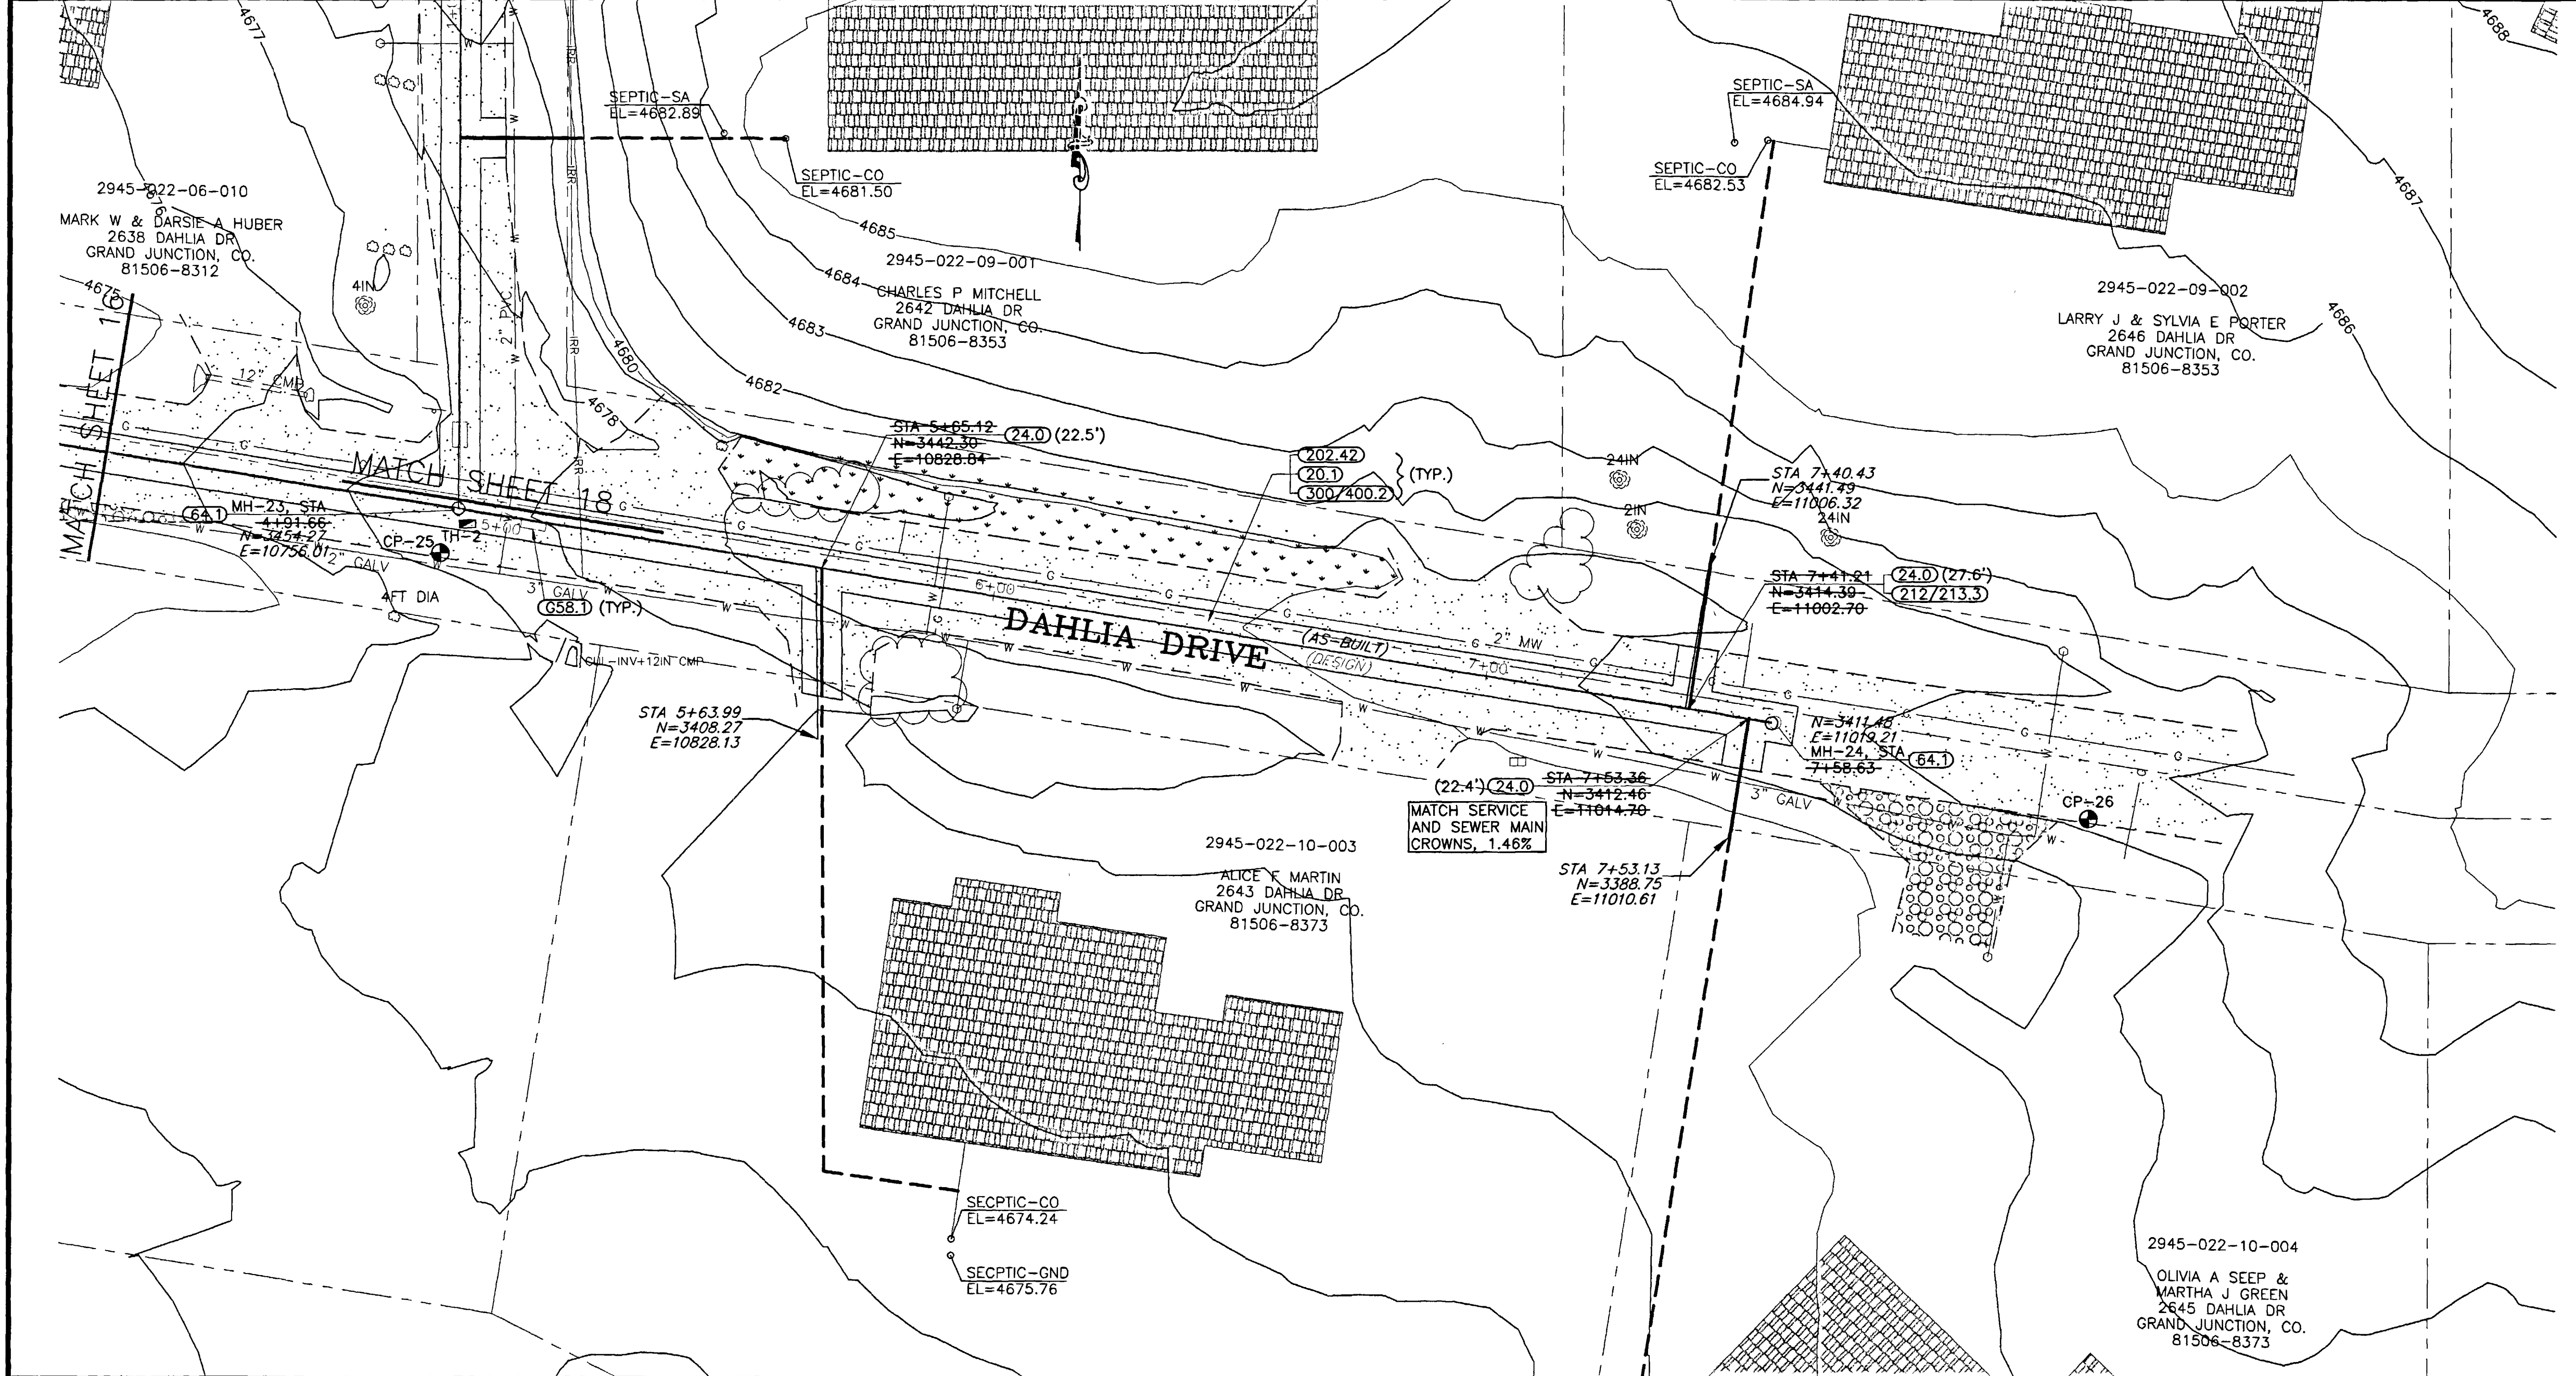 4677
4688
SEPTIC-SA
EL=4682.89
SEPTIC-SA
EL=4684.94
SEPTIC-CO
EL=4681.50
SEPTIC-CO
EL=4682.53
4687
2945-022-06-010
4676
MARK W & DARSIE A HUBER
2638 DAHLIA DR
GRAND JUNCTION, CO.
81506-8312
4685
2945-022-09-001
4684
CHARLES P MITCHELL
2642 DAHLIA DR
GRAND JUNCTION, CO.
81506-8353
4683
2945-022-09-002
LARRY J & SYLVIA E PORTER
2646 DAHLIA DR
GRAND JUNCTION, CO.
81506-8353
4686
4675
4IN
2" PVC
IRR
IRR
IRR
IRR
4680
4682
4678
12" CMP
MATCH SHEET 16
MATCH SHEET 18
STA 5+65.12
N=3442.30
E=10828.84
24.0 (22.5')
202.42
20.1
300/400.2
(TYP.)
24IN
2IN
STA 7+40.43
N=3441.49
E=11006.32
24IN
64.1
MH-23, STA
4+91.66
N=3454.27
E=10756.01
5+00
CP-25
TH-2
2" GALV
3" GALV
G58.1 (TYP.)
4FT DIA
CUL-INV+12IN CMP
6+00
DAHLIA DRIVE
(AS-BUILT)
(DESIGN)
7+00
2" MW
STA 7+41.21
N=3414.39
E=11002.70
24.0 (27.6')
212/213.3
STA 5+63.99
N=3408.27
E=10828.13
N=3411.48
E=11019.21
MH-24, STA
7+58.63
64.1
(22.4') 24.0
STA 7+53.36
N=3412.46
E=11014.70
MATCH SERVICE
AND SEWER MAIN
CROWNS, 1.46%
3" GALV
CP-26
STA 7+53.13
N=3388.75
E=11010.61
2945-022-10-003
ALICE F MARTIN
2643 DAHLIA DR
GRAND JUNCTION, CO.
81506-8373
SECPTIC-CO
EL=4674.24
SECPTIC-GND
EL=4675.76
2945-022-10-004
OLIVIA A SEEP &
MARTHA J GREEN
2645 DAHLIA DR
GRAND JUNCTION, CO.
81506-8373